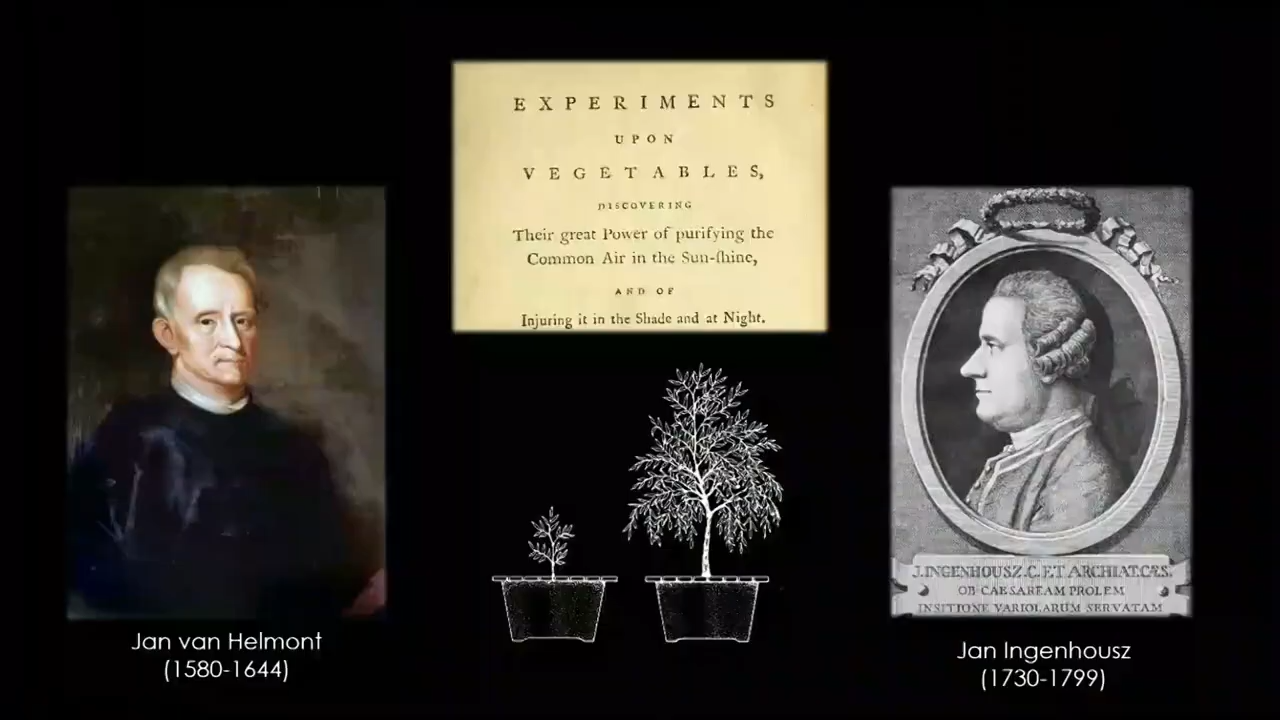 EXPERIMENTS
UPON
VEGETABLES,
DISCOVERING
Their great Power of purifying the
Common Air in the Sun-ſhine,
AND OF
Injuring it in the Shade and at Night.
J.INGENHOUSZ.C.ET ARCHIAT.CÆS.
OB CAESAREAM PROLEM
INSITIONE VARIOLARUM SERVATAM
Jan van Helmont
(1580-1644)
Jan Ingenhousz
(1730-1799)